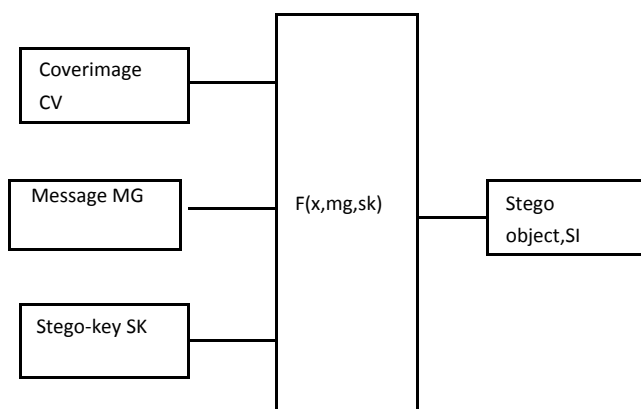 Coverimage
CV
Message MG
Stego-key SK
F(x,mg,sk)
Stego
object,SI